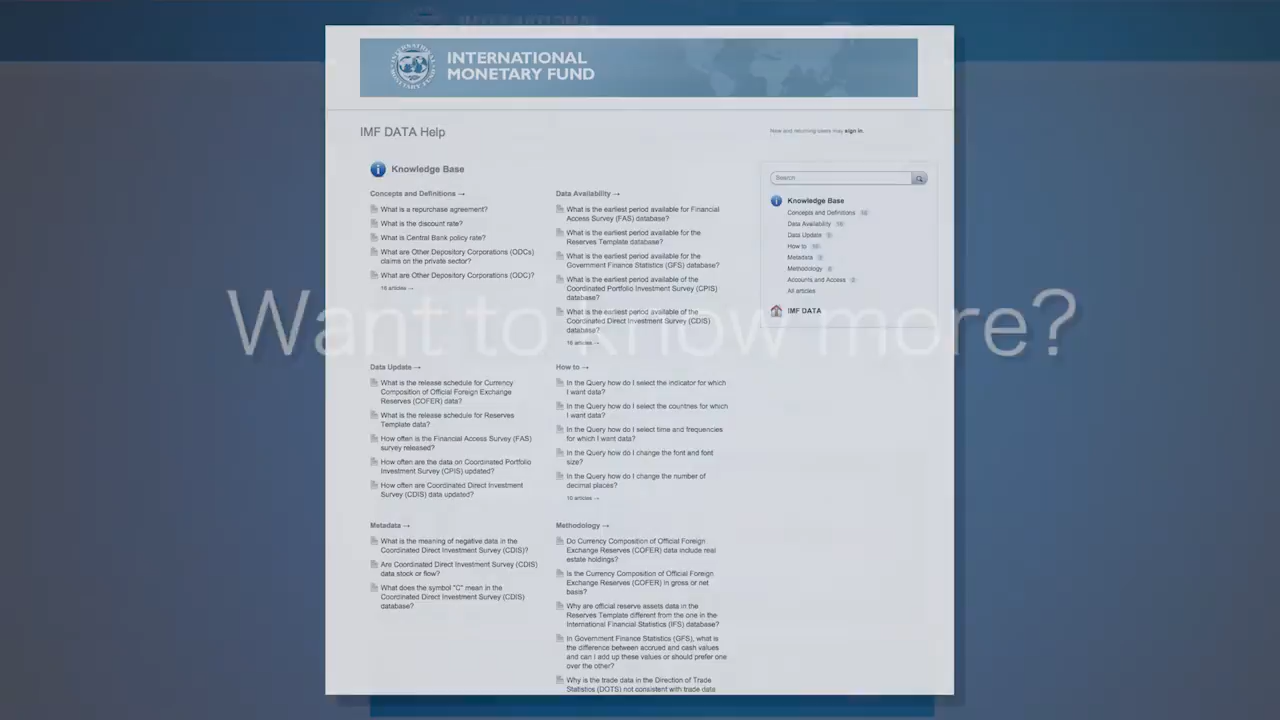 INTERNATIONAL
MONETARY FUND
IMF DATA Help
New and returning users may sign in.
Knowledge Base
Concepts and Definitions →
What is a repurchase agreement?
What is the discount rate?
What is Central Bank policy rate?
What are Other Depository Corporations (ODCs)
claims on the private sector?
What are Other Depository Corporations (ODC)?
Data Availability →
What is the earliest period available for Financial
Access Survey (FAS) database?
What is the earliest period available for the
Reserves Template database?
What is the earliest period available for the
Government Finance Statistics (GFS) database?
What is the earliest period available of the
Coordinated Portfolio Investment Survey (CPIS)
database?
What is the earliest period available of the
Coordinated Direct Investment Survey (CDIS)
database?
Search
Knowledge Base
Concepts and Definitions
Data Availability
Data Update
How to
Metadata
Methodology
Accounts and Access
All articles
IMF DATA
Want to know more?
Data Update →
What is the release schedule for Currency
Composition of Official Foreign Exchange
Reserves (COFER) data?
What is the release schedule for Reserves
Template data?
How often is the Financial Access Survey (FAS)
survey released?
How often are the data on Coordinated Portfolio
Investment Survey (CPIS) updated?
How often are Coordinated Direct Investment
Survey (CDIS) data updated?
How to →
In the Query how do I select the indicator for which
I want data?
In the Query how do I select the countries for which
I want data?
In the Query how do I select time and frequencies
for which I want data?
In the Query how do I change the font and font
size?
In the Query how do I change the number of
decimal places?
10 articles →
Metadata →
What is the meaning of negative data in the
Coordinated Direct Investment Survey (CDIS)?
Are Coordinated Direct Investment Survey (CDIS)
data stock or flow?
What does the symbol "C" mean in the
Coordinated Direct Investment Survey (CDIS)
database?
Methodology →
Do Currency Composition of Official Foreign
Exchange Reserves (COFER) data include real
estate holdings?
Is the Currency Composition of Official Foreign
Exchange Reserves (COFER) in gross or net
basis?
Why are official reserve assets data in the
Reserves Template different from the one in the
International Financial Statistics (IFS) database?
In Government Finance Statistics (GFS), what is
the difference between accrued and cash values
and can I add up these values or should prefer one
over the other?
Why is the trade data in the Direction of Trade
Statistics (DOTS) not consistent with trade data